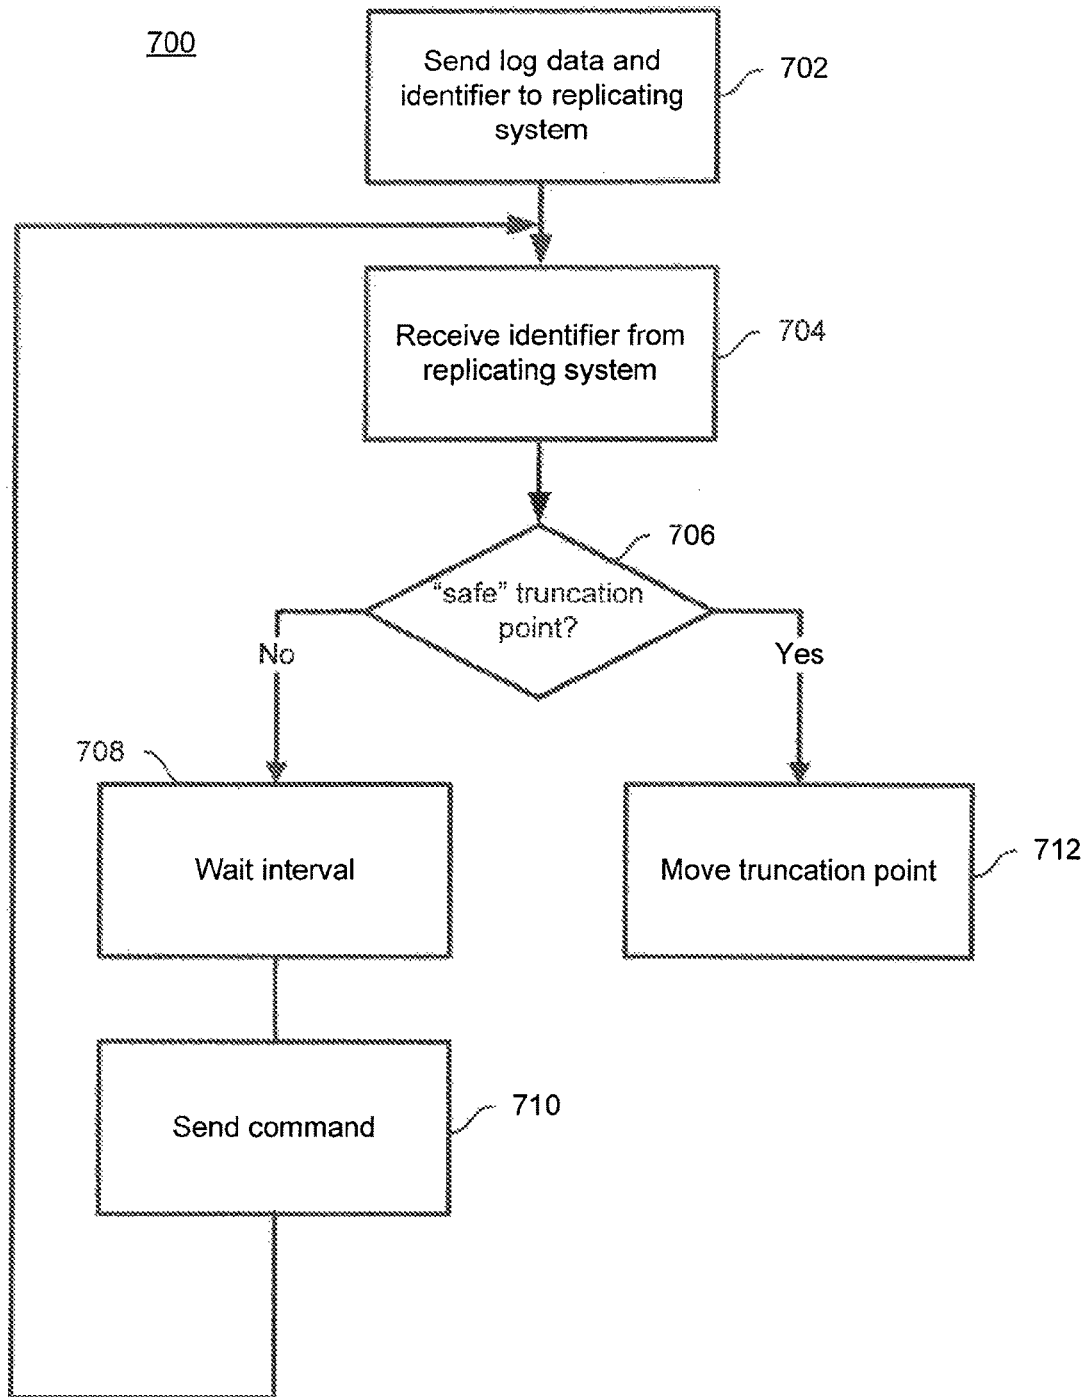 700
Send log data and
identifier to replicating
system
702
Receive identifier from
replicating system
704
706
“safe” truncation
point?
No
Yes
708
Wait interval
Move truncation point
712
Send command
710